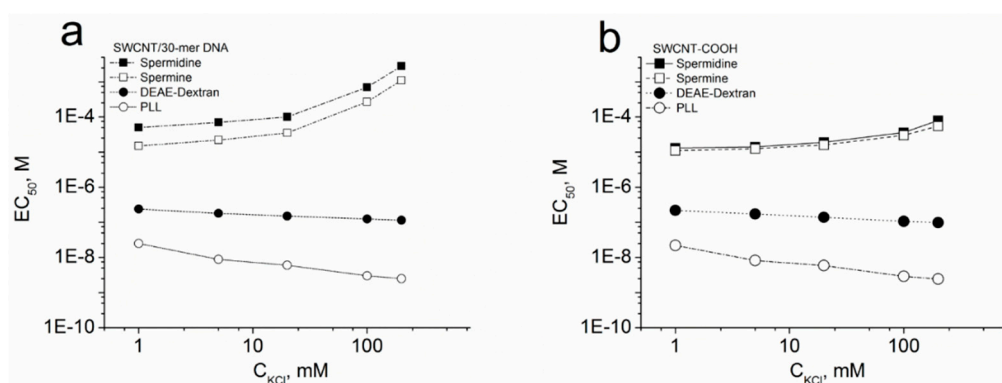 a
SWCNT/30-mer DNA
Spermidine
Spermine
DEAE-Dextran
PLL
1E-4
1E-6
1E-8
1E-10
EC50, M
1 10 100
CKCl, mM
b
SWCNT-COOH
Spermidine
Spermine
DEAE-Dextran
PLL
1E-4
1E-6
1E-8
1E-10
EC50, M
1 10 100
CKCl, mM